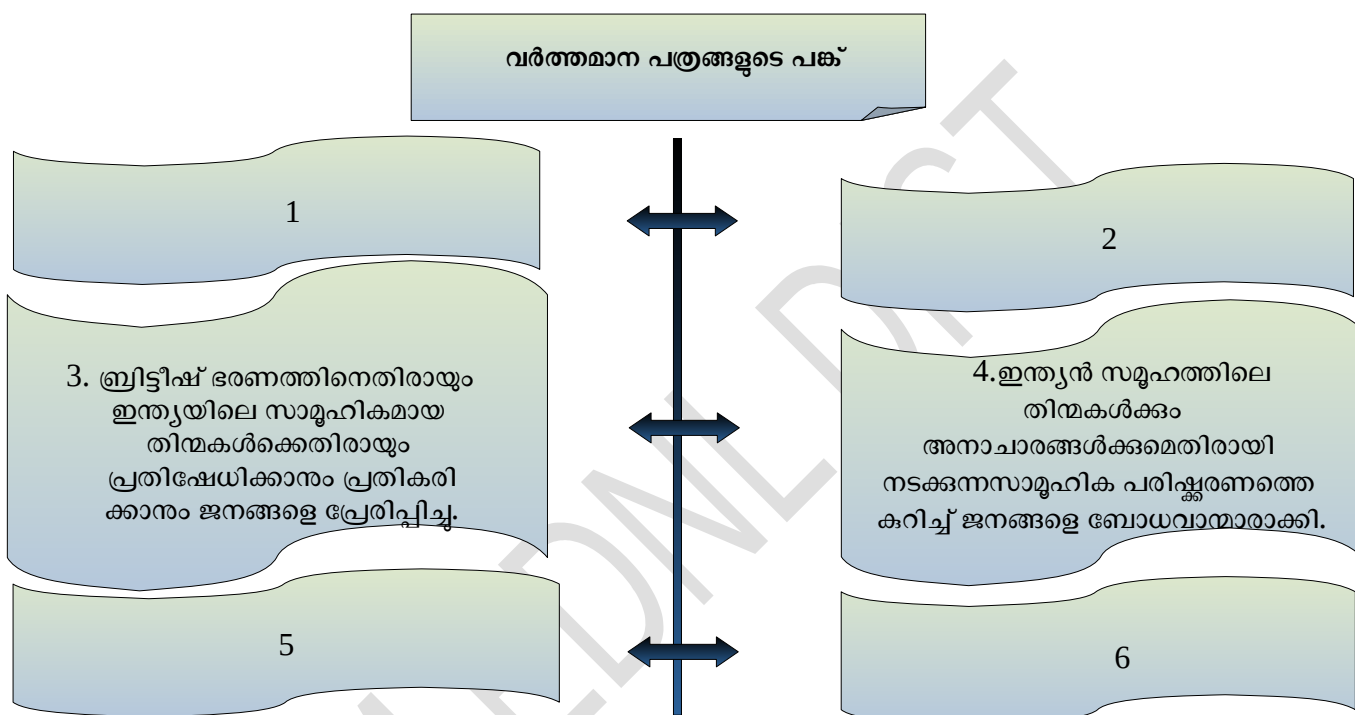 വർത്തമാന പത്രങ്ങളുടെ പങ്ക്
1
2
3. ബ്രിട്ടീഷ് ഭരണത്തിനെതിരായും
ഇന്ത്യയിലെ സാമൂഹികമായ
തിന്മകൾക്കെതിരായും
പ്രതിഷേധിക്കാനും പ്രതികരി
ക്കാനും ജനങ്ങളെ പ്രേരിപ്പിച്ചു.
4.ഇന്ത്യൻ സമൂഹത്തിലെ
തിന്മകൾക്കും
അനാചാരങ്ങൾക്കുമെതിരായി
നടക്കുന്നസാമൂഹിക പരിഷ്ക്കരണത്തെ
കുറിച്ച് ജനങ്ങളെ ബോധവാന്മാരാക്കി.
5
6